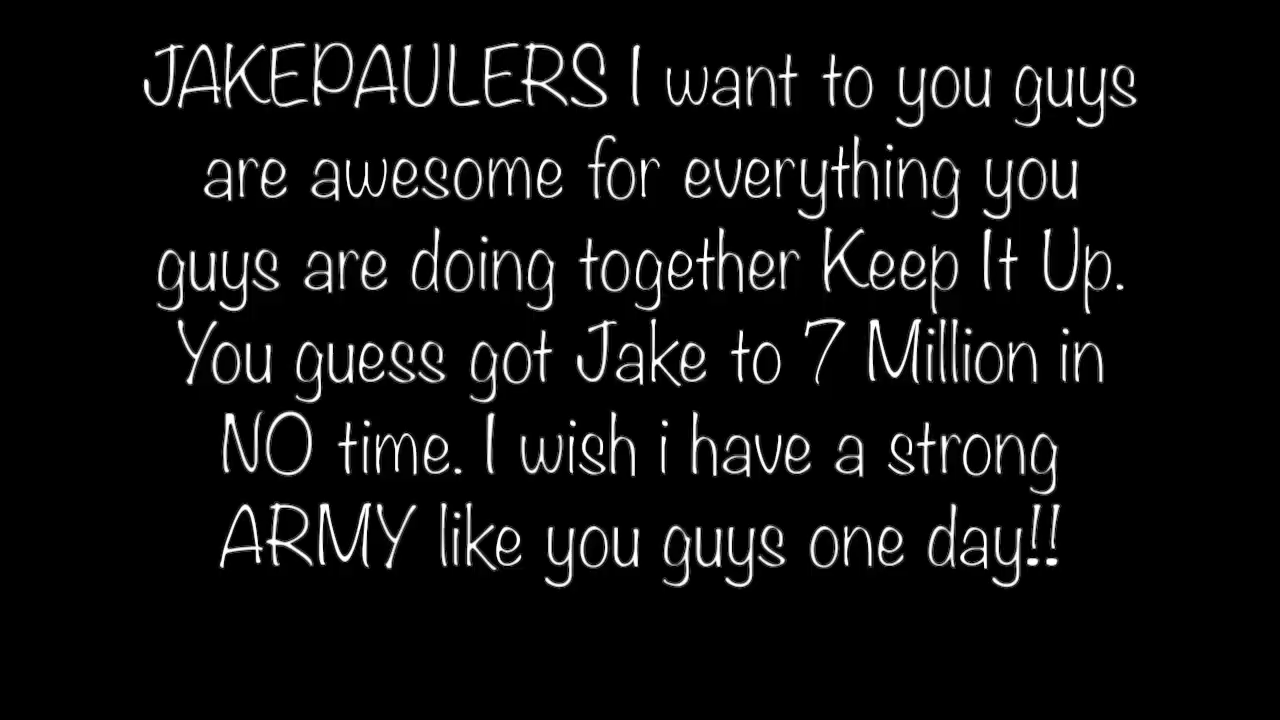 JAKEPAULERS I want to you guys
are awesome for everything you
guys are doing together Keep It Up.
You guess got Jake to 7 Million in
NO time. I wish i have a strong
ARMY like you guys one day!!